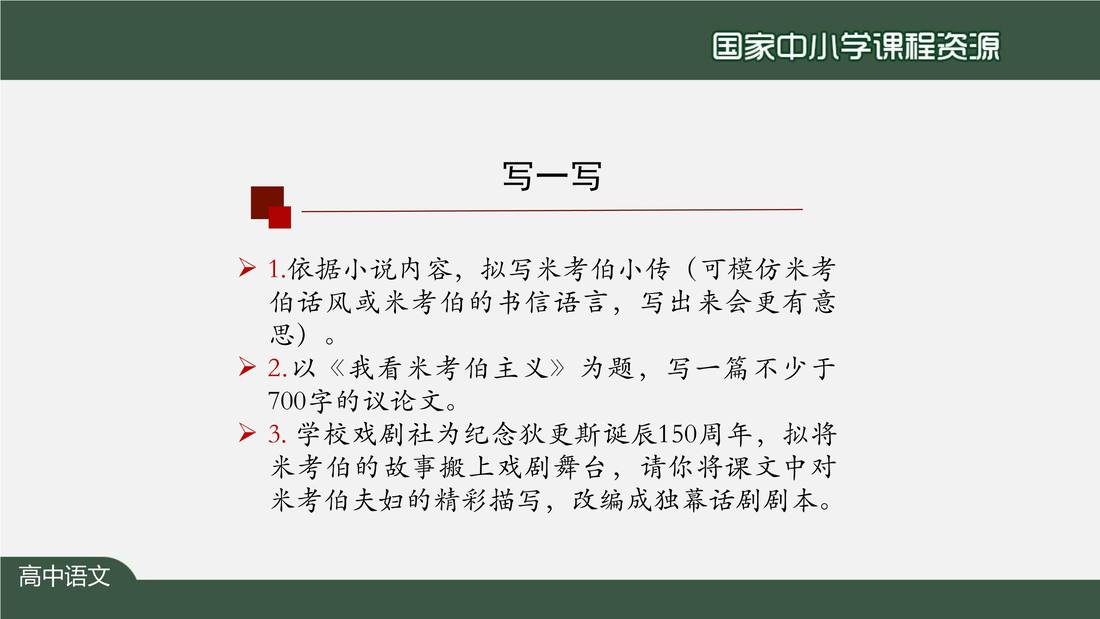 国家中小学课程资源
写一写
➢ 1.依据小说内容，拟写米考伯小传（可模仿米考
伯话风或米考伯的书信语言，写出来会更有意
思）。
➢ 2.以《我看米考伯主义》为题，写一篇不少于
700字的议论文。
➢ 3. 学校戏剧社为纪念狄更斯诞辰150周年，拟将
米考伯的故事搬上戏剧舞台，请你将课文中对
米考伯夫妇的精彩描写，改编成独幕话剧剧本。
高中语文